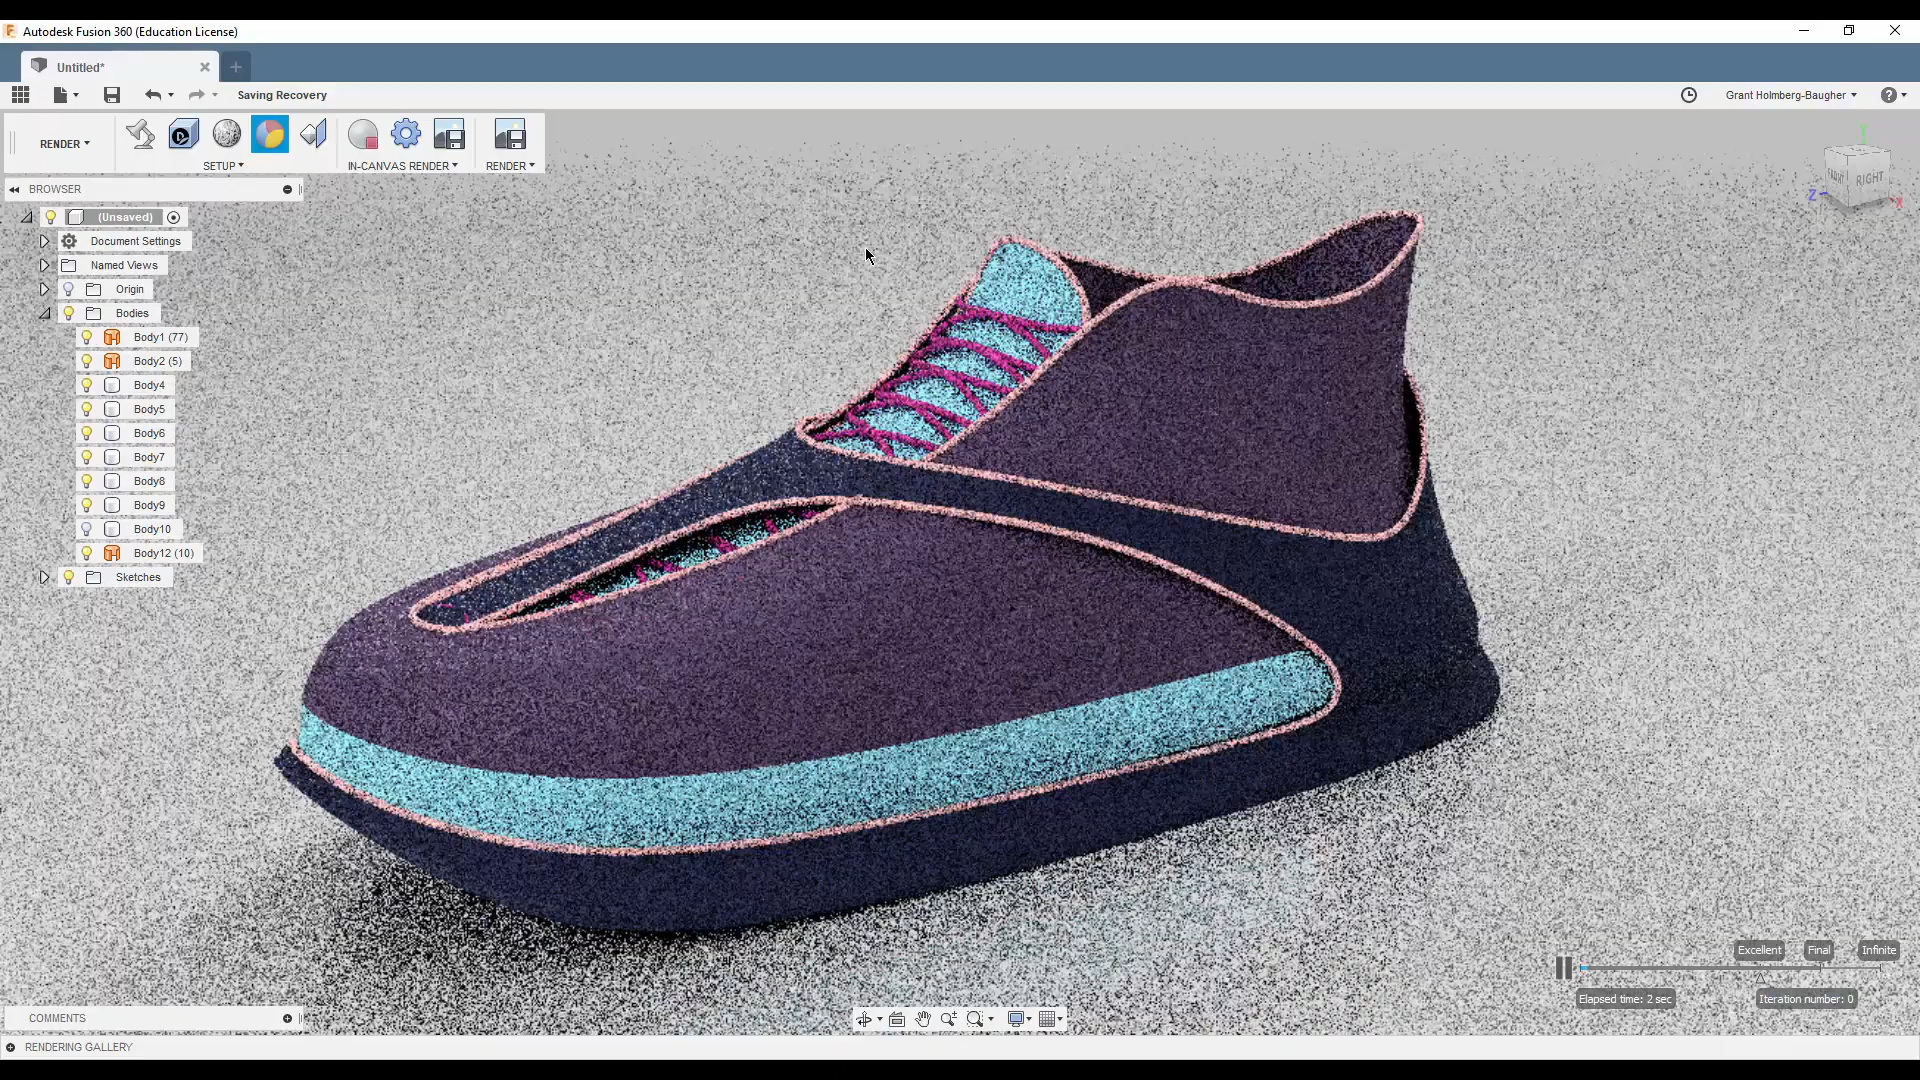 Autodesk Fusion 360 (Education License)
Untitled*
Saving Recovery
Grant Holmberg-Baugher
RENDER
SETUP
IN-CANVAS RENDER
RENDER
BROWSER
(Unsaved)
Document Settings
Named Views
Origin
Bodies
Body1 (77)
Body2 (5)
Body4
Body5
Body6
Body7
Body8
Body9
Body10
Body12 (10)
Sketches
Y
RIGHT
Z
X
Excellent
Final
Infinite
Elapsed time: 2 sec
Iteration number: 0
COMMENTS
RENDERING GALLERY